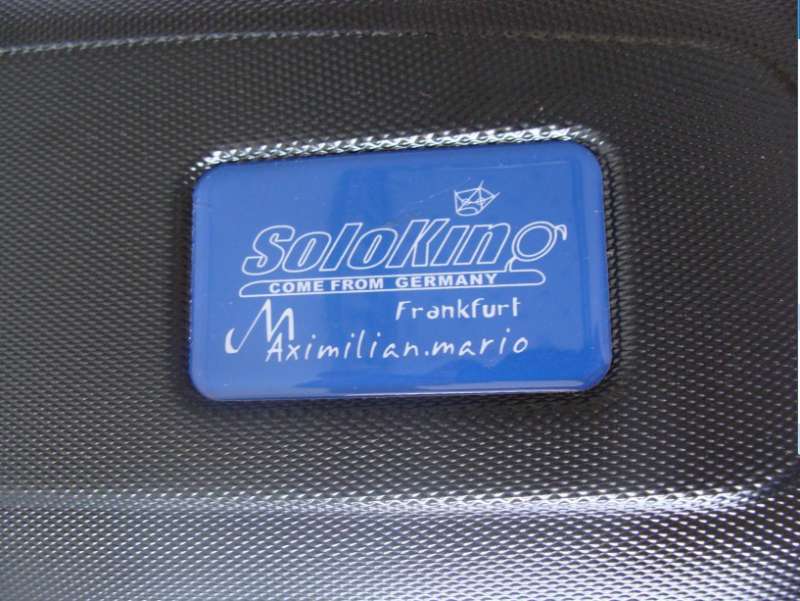 SoloKing
COME FROM GERMANY
Frankfurt
MAximilian.mario